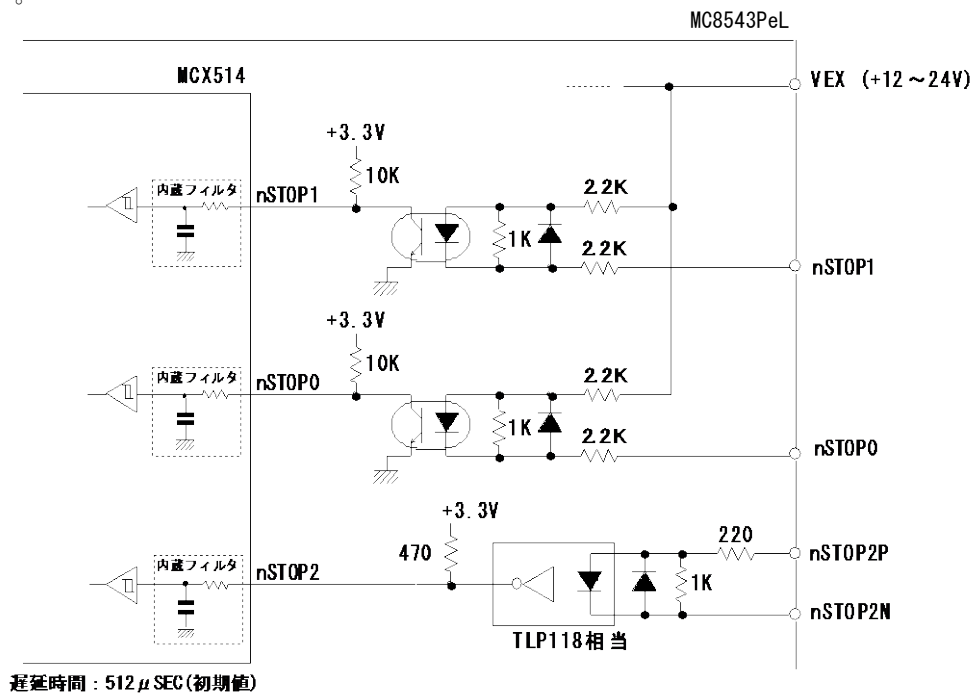 MC8543PeL
MCX514
VEX (+12～24V)
+3.3V
10K
内蔵フィルタ
nSTOP1
2.2K
1K
2.2K
nSTOP1
+3.3V
10K
内蔵フィルタ
nSTOP0
2.2K
1K
2.2K
nSTOP0
+3.3V
470
220
nSTOP2P
内蔵フィルタ
nSTOP2
1K
nSTOP2N
TLP118相当
遅延時間：512μSEC(初期値)